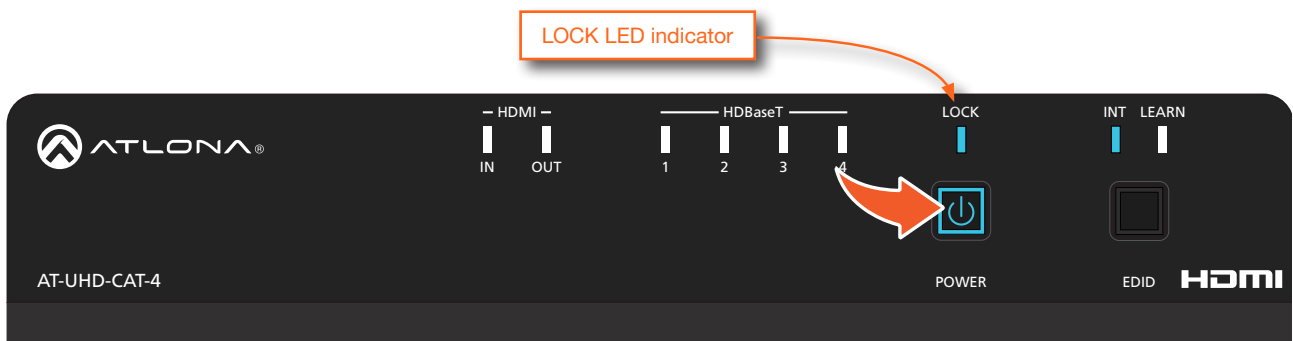 LOCK LED indicator
HDMI
HDBaseT
LOCK
INT LEARN
ATLONA®
IN OUT
1 2 3 4
AT-UHD-CAT-4
POWER
EDID
HDMI